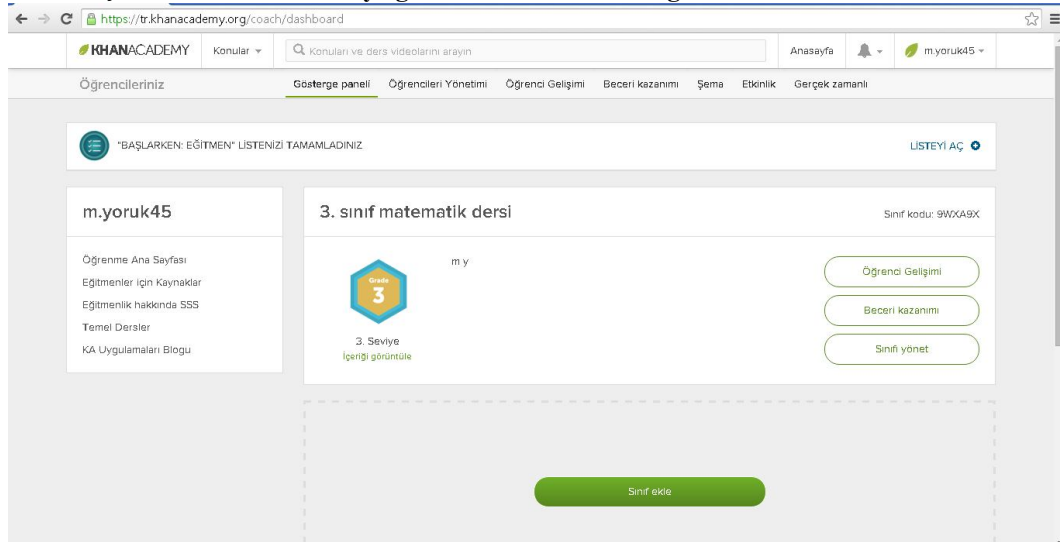 https://tr.khanacademy.org/coach/dashboard
KHANACADEMY Konular Konuları ve ders videolarını arayın Anasayfa m.yoruk45
Öğrencileriniz Gösterge paneli Öğrencileri Yönetimi Öğrenci Gelişimi Beceri kazanımı Şema Etkinlik Gerçek zamanlı
"BAŞLARKEN: EĞİTMEN" LİSTENİZİ TAMAMLADINIZ LİSTEYİ AÇ
m.yoruk45
Öğrenme Ana Sayfası
Eğitmenler için Kaynaklar
Eğitmenlik hakkında SSS
Temel Dersler
KA Uygulamaları Blogu
3. sınıf matematik dersi Sınıf kodu: 9WXA9X
m y
Grade
3
3. Seviye
İçeriği görüntüle
Öğrenci Gelişimi
Beceri kazanımı
Sınıfı yönet
Sınıf ekle